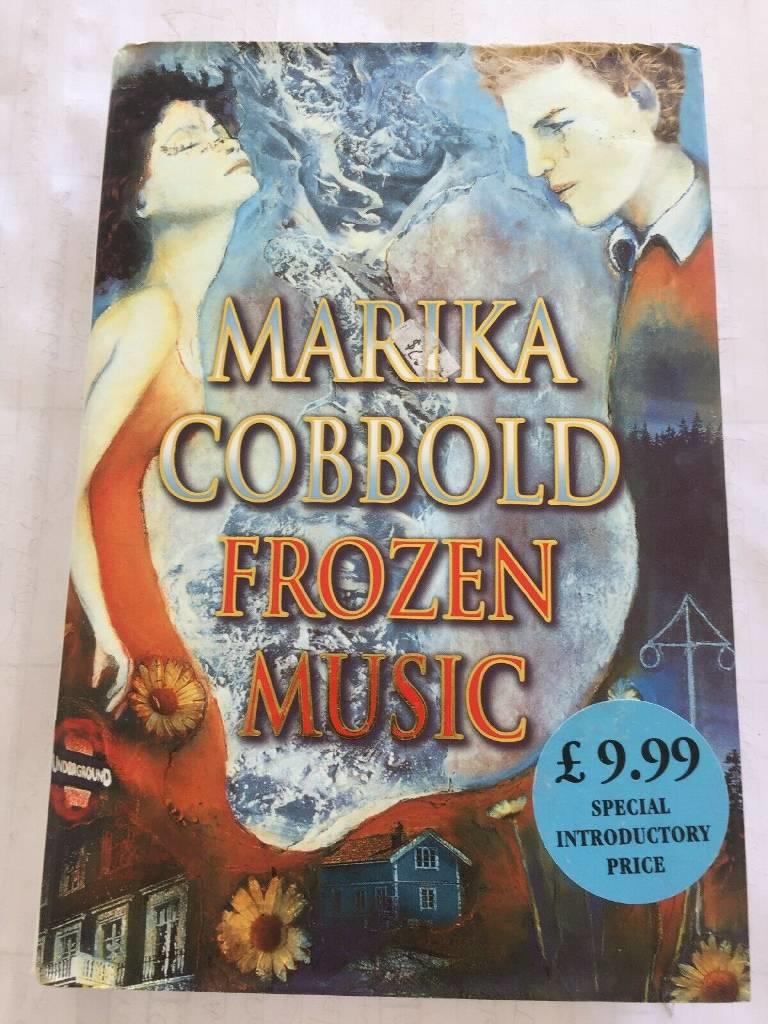 MARIKA
COBBOLD
FROZEN
MUSIC
UNDERGROUND
£ 9.99
SPECIAL
INTRODUCTORY
PRICE